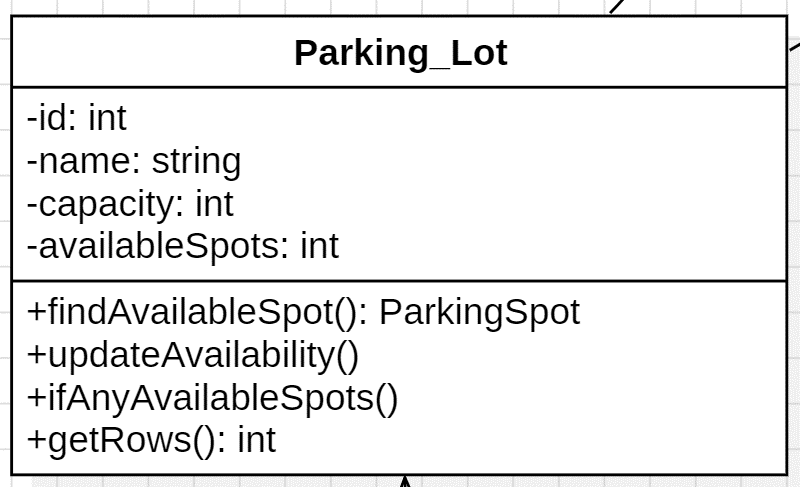 Parking_Lot
-id: int
-name: string
-capacity: int
-availableSpots: int
+findAvailableSpot(): ParkingSpot
+updateAvailability()
+ifAnyAvailableSpots()
+getRows(): int